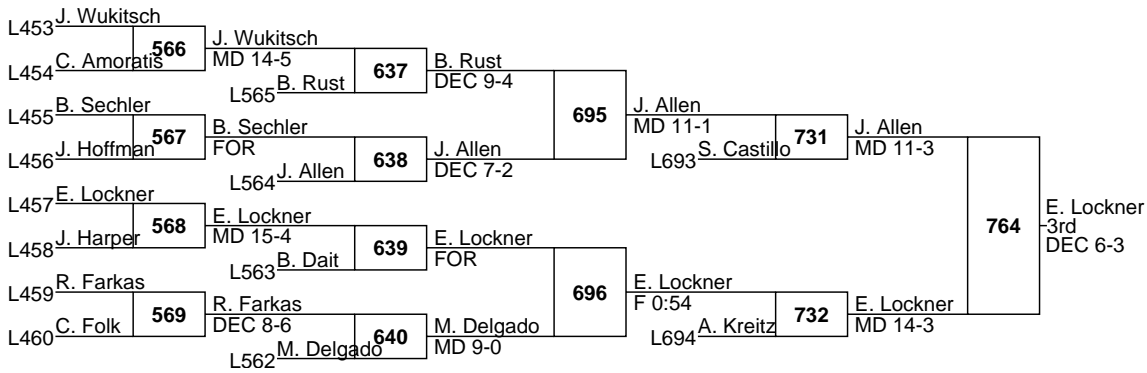 J. Wukitsch
L453
566
J. Wukitsch
MD 14-5
C. Amoratis
L454
637
B. Rust
DEC 9-4
B. Rust
L565
B. Sechler
L455
695
J. Allen
MD 11-1
567
B. Sechler
FOR
731
J. Allen
MD 11-3
J. Hoffman
L456
638
J. Allen
DEC 7-2
S. Castillo
L693
J. Allen
L564
E. Lockner
L457
568
E. Lockner
MD 15-4
764
E. Lockner
3rd
DEC 6-3
J. Harper
L458
639
E. Lockner
FOR
B. Dait
L563
R. Farkas
L459
696
E. Lockner
F 0:54
569
R. Farkas
DEC 8-6
732
E. Lockner
MD 14-3
C. Folk
L460
640
M. Delgado
MD 9-0
A. Kreitz
L694
M. Delgado
L562